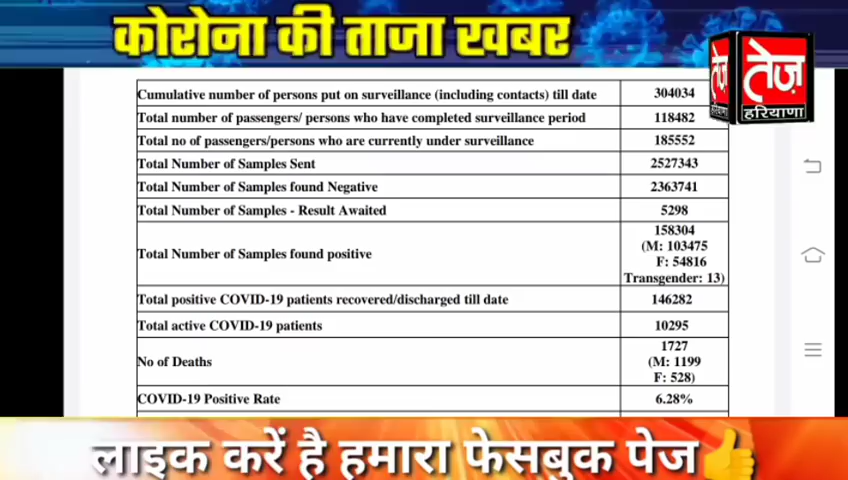 कोरोना की ताजा खबर
तेज़
हरियाणा
Cumulative number of persons put on surveillance (including contacts) till date 304034
Total number of passengers/ persons who have completed surveillance period 118482
Total no of passengers/persons who are currently under surveillance 185552
Total Number of Samples Sent 2527343
Total Number of Samples found Negative 2363741
Total Number of Samples - Result Awaited 5298
Total Number of Samples found positive 158304
(M: 103475
F: 54816
Transgender: 13)
Total positive COVID-19 patients recovered/discharged till date 146282
Total active COVID-19 patients 10295
No of Deaths 1727
(M: 1199
F: 528)
COVID-19 Positive Rate 6.28%
लाइक करें है हमारा फेसबुक पेज